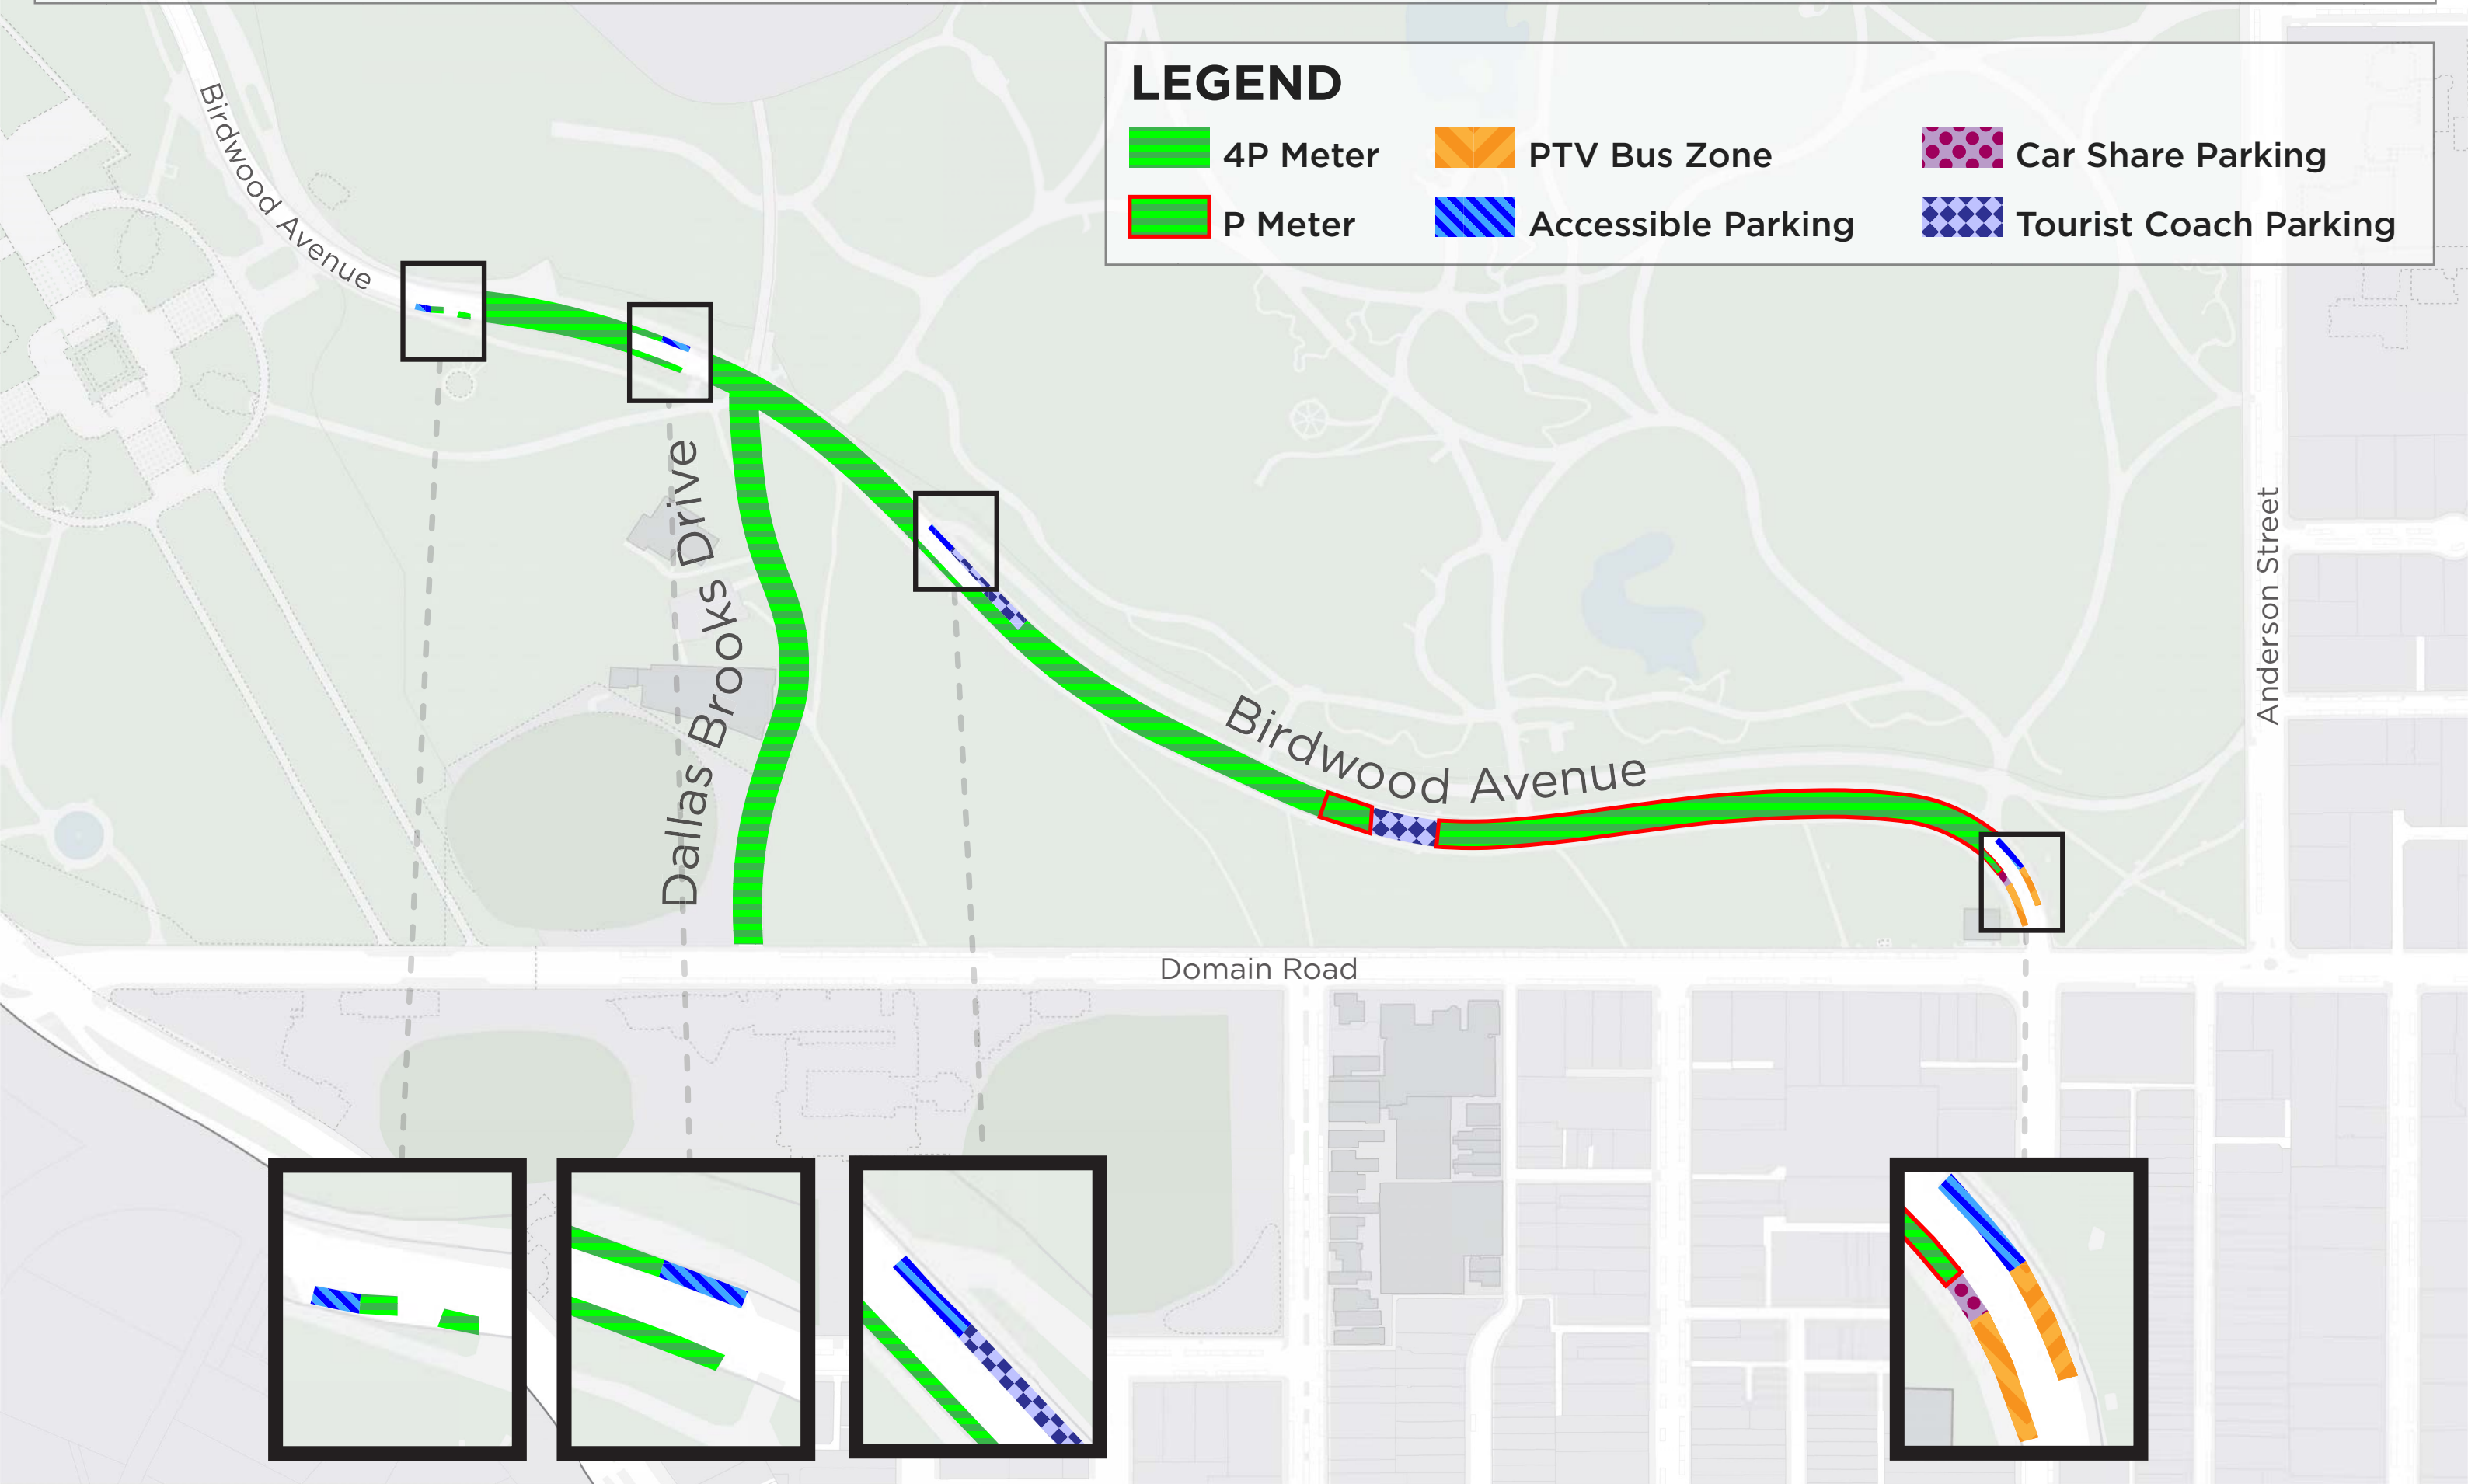 LEGEND
4P Meter
PTV Bus Zone
Car Share Parking
P Meter
Accessible Parking
Tourist Coach Parking
Birdwood Avenue
Dallas Brooks Drive
Birdwood Avenue
Anderson Street
Domain Road